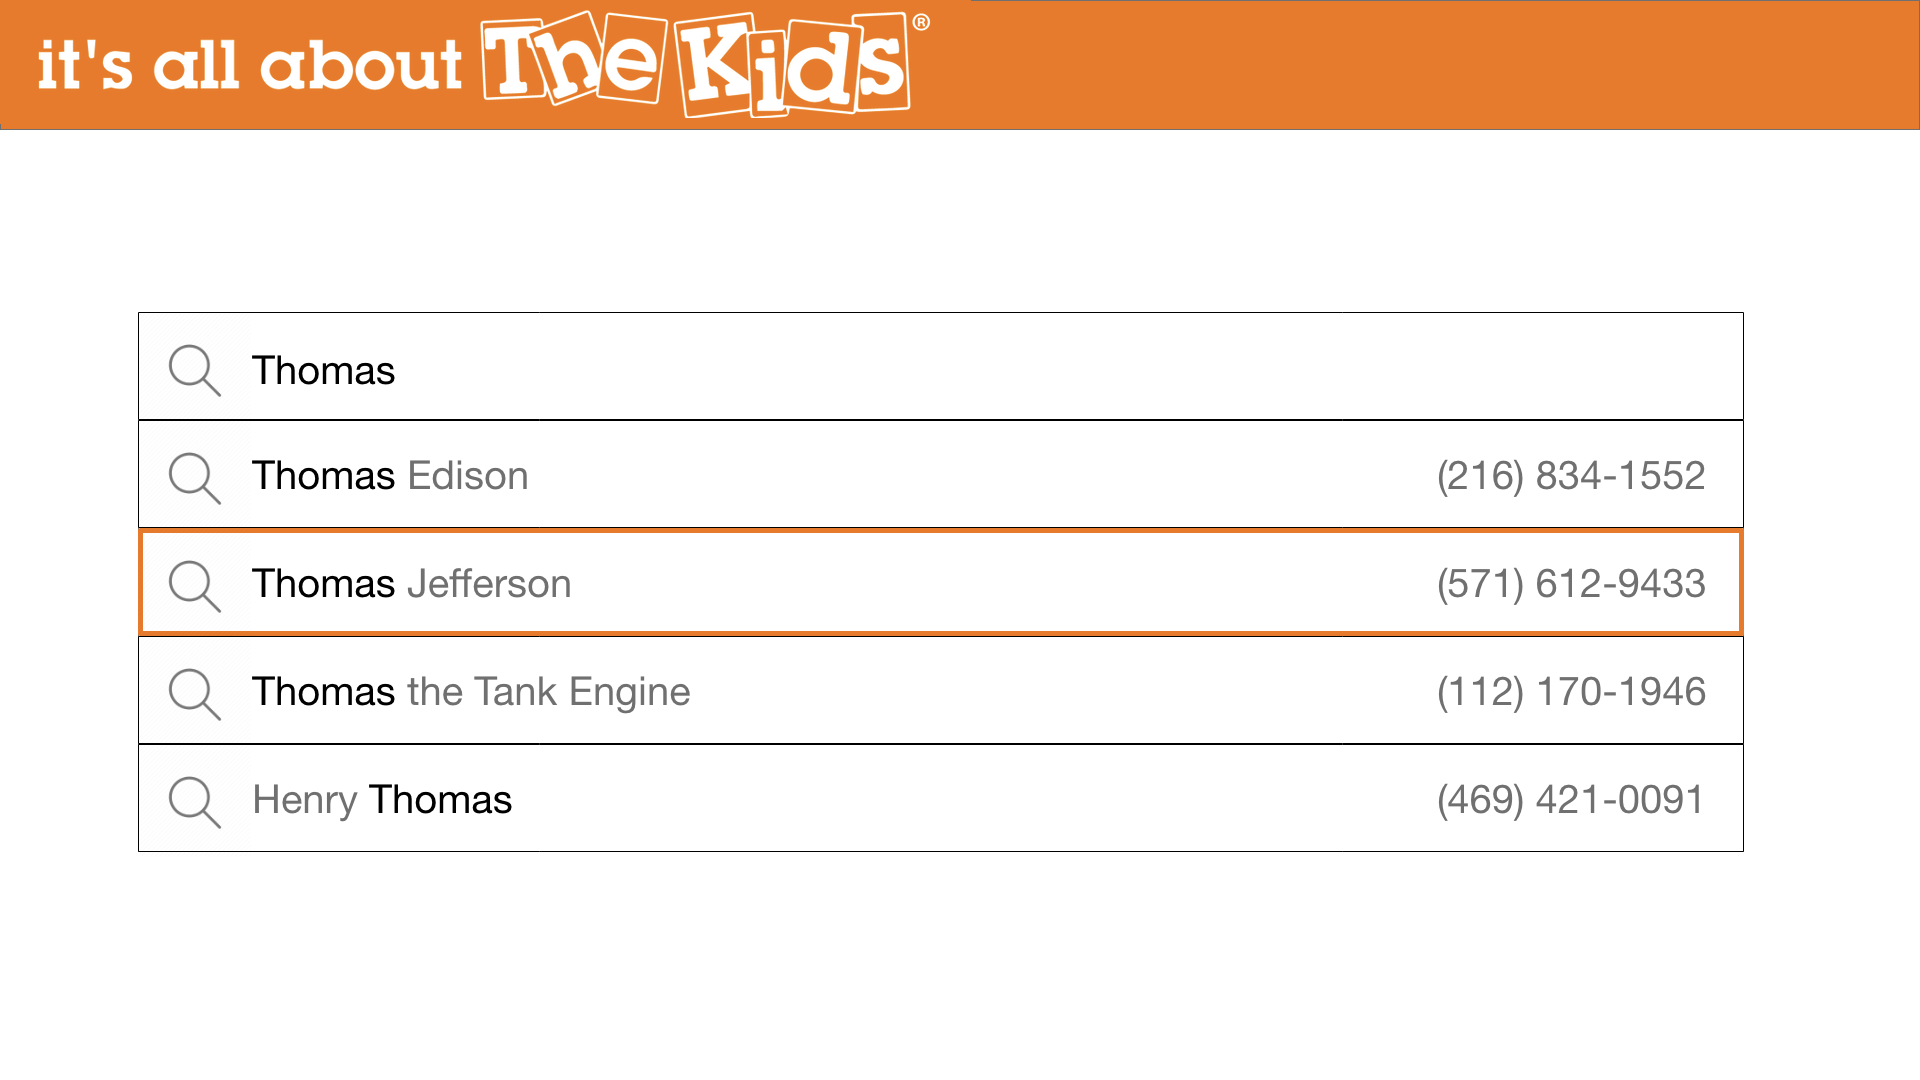 it's all about The Kids®
Thomas
Thomas Edison (216) 834-1552
Thomas Jefferson (571) 612-9433
Thomas the Tank Engine (112) 170-1946
Henry Thomas (469) 421-0091